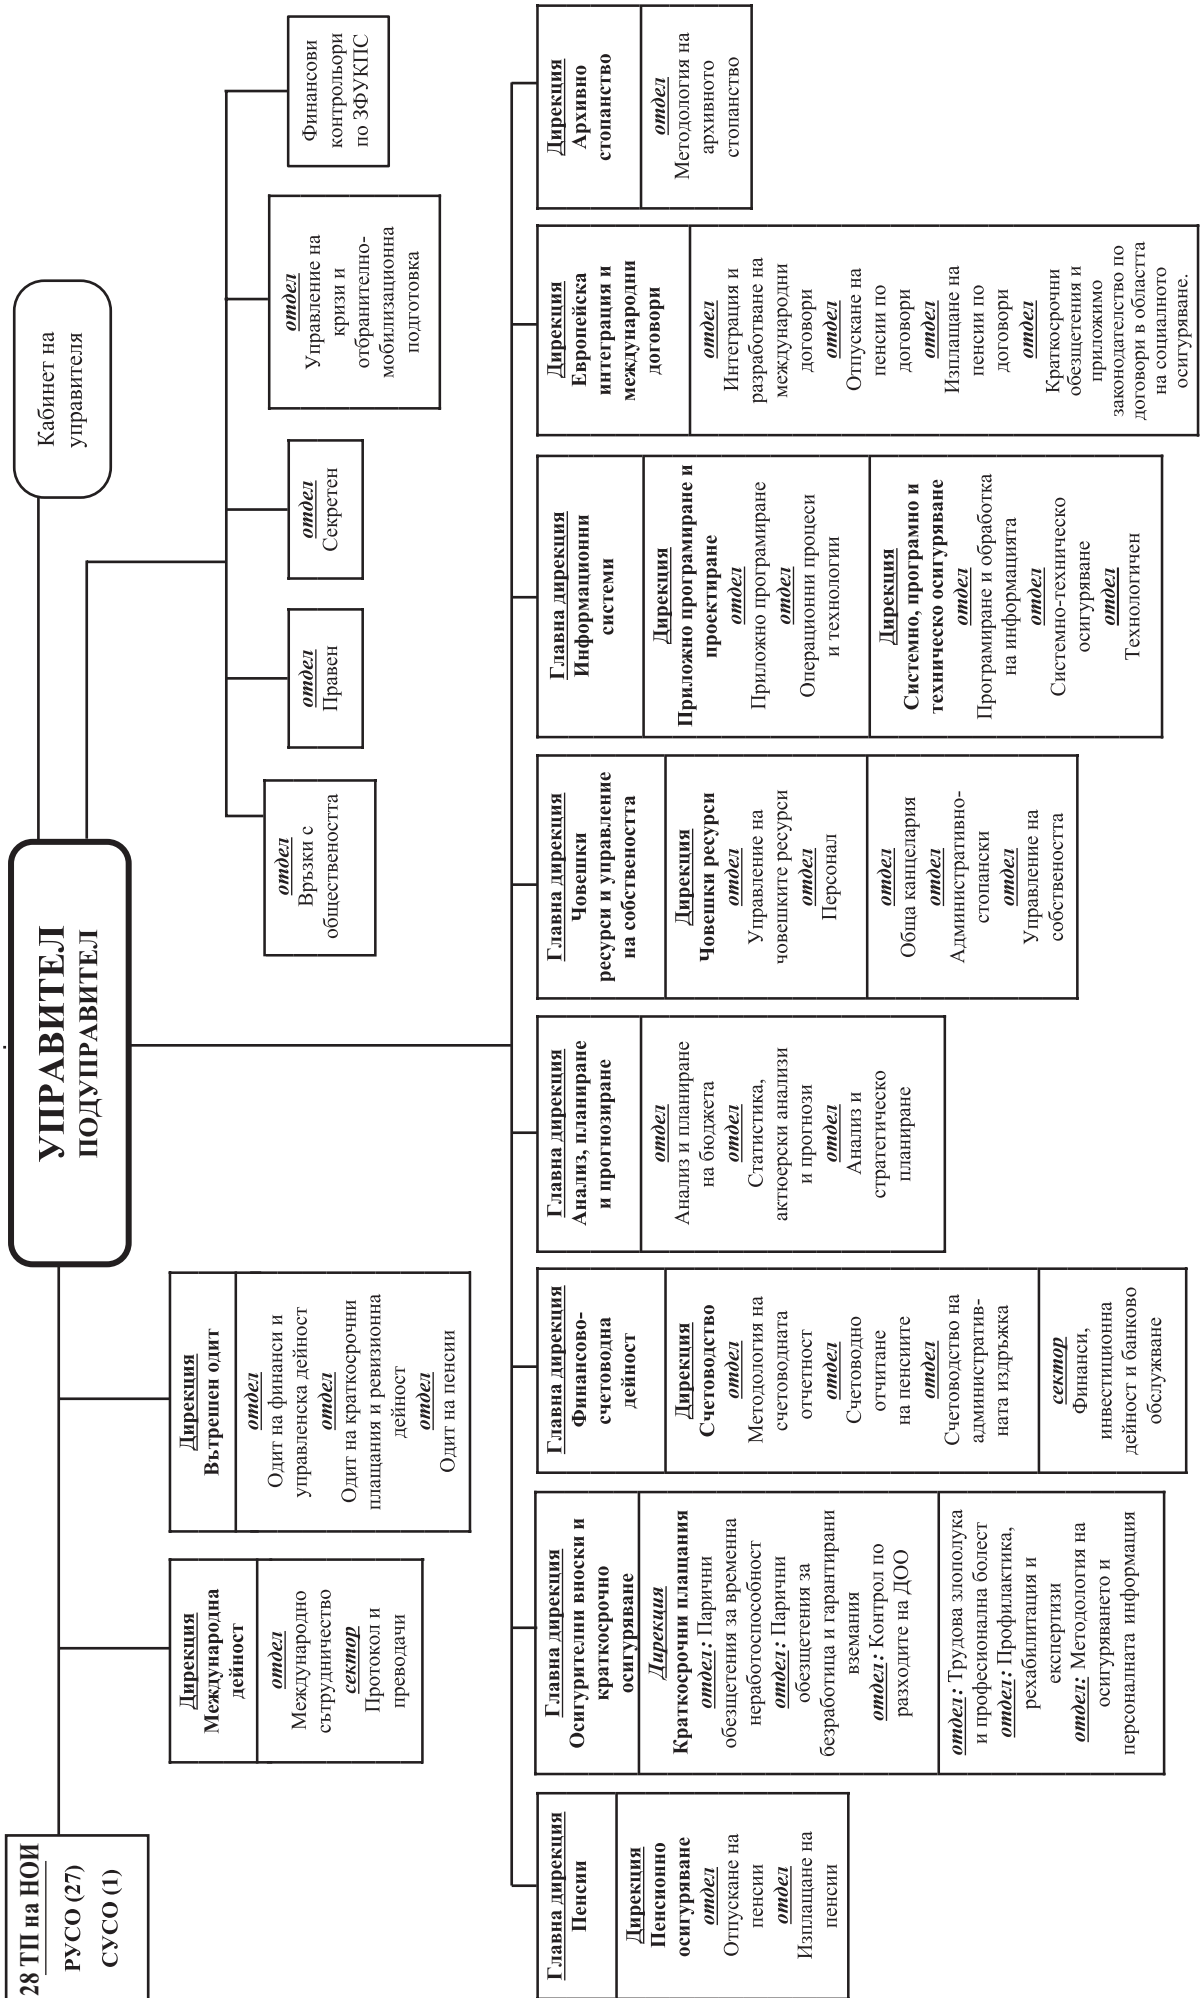 28 ТП на НОИ
РУСО (27)
СУСО (1)
УПРАВИТЕЛ
ПОДУПРАВИТЕЛ
Кабинет на
управителя
Дирекция
Международна
дейност
отдел
Международно
сътрудничество
сектор
Протокол и
преводачи
Дирекция
Вътрешен одит
отдел
Одит на финанси и
управленска дейност
отдел
Одит на краткосрочни
плащания и ревизионна
дейност
отдел
Одит на пенсии
отдел
Връзки с
обществеността
отдел
Правен
отдел
Секретен
отдел
Управление на
кризи и
отбранително-
мобилизационна
подготовка
Финансови
контрольори
по ЗФУКПС
Главна дирекция
Пенсии
Дирекция
Пенсионно
осигуряване
отдел
Отпускане на
пенсии
отдел
Изплащане на
пенсии
Главна дирекция
Осигурителни вноски и
краткосрочно
осигуряване
Дирекция
Краткосрочни плащания
отдел: Парични
обезщетения за временна
неработоспособност
отдел: Парични
обезщетения за
безработица и гарантирани
вземания
отдел: Контрол по
разходите на ДОО
отдел: Трудова злополука
и професионална болест
отдел: Профилактика,
рехабилитация и
експертизи
отдел: Методология на
осигуряването и
персоналната информация
Главна дирекция
Финансово-
счетоводна
дейност
Дирекция
Счетоводство
отдел
Методология на
счетоводната
отчетност
отдел
Счетоводно
отчитане
на пенсиите
отдел
Счетоводство на
административ-
ната издръжка
сектор
Финанси,
инвестиционна
дейност и банково
обслужване
Главна дирекция
Анализ, планиране
и прогнозиране
отдел
Анализ и планиране
на бюджета
отдел
Статистика,
актюерски анализи
и прогнози
отдел
Анализ и
стратегическо
планиране
Главна дирекция
Човешки
ресурси и управление
на собствеността
Дирекция
Човешки ресурси
отдел
Управление на
човешките ресурси
отдел
Персонал
отдел
Обща канцелария
отдел
Административно-
стопански
отдел
Управление на
собствеността
Главна дирекция
Информационни
системи
Дирекция
Приложно програмиране и
проектиране
отдел
Приложно програмиране
отдел
Операционни процеси
и технологии
Дирекция
Системно, програмно и
техническо осигуряване
отдел
Програмиране и обработка
на информацията
отдел
Системно-техническо
осигуряване
отдел
Технологичен
Дирекция
Европейска
интеграция и
международни
договори
отдел
Интеграция и
разработване на
международни
договори
отдел
Отпускане на
пенсии по
договори
отдел
Изплащане на
пенсии по
договори
отдел
Краткосрочни
обезщетения и
приложимо
законодателство по
договори в областта
на социалното
осигуряване.
Дирекция
Архивно
стопанство
отдел
Методология на
архивното
стопанство